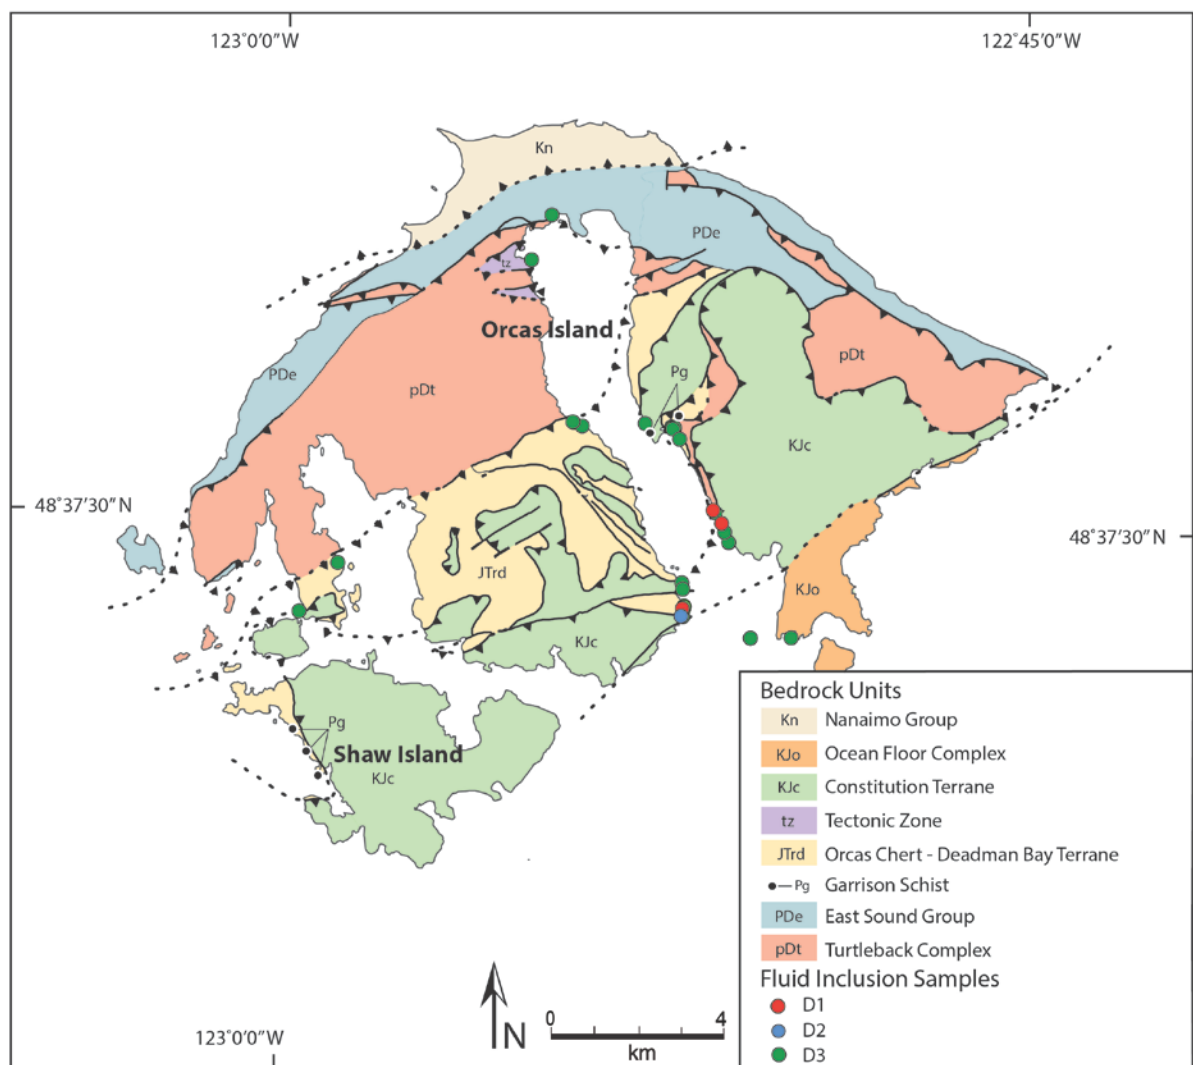 123°0'0"W
122°45'0"W
Kn
PDe
tz
Orcas Island
pDt
Pg
PDe
pDt
KJc
48°37'30"N
48°37'30"N
JTrd
KJo
KJc
Pg
Shaw Island
KJc
Bedrock Units
Kn Nanaimo Group
KJo Ocean Floor Complex
KJc Constitution Terrane
tz Tectonic Zone
JTrd Orcas Chert - Deadman Bay Terrane
Pg Garrison Schist
PDe East Sound Group
pDt Turtleback Complex
Fluid Inclusion Samples
D1
D2
D3
N
0 4
km
123°0'0"W